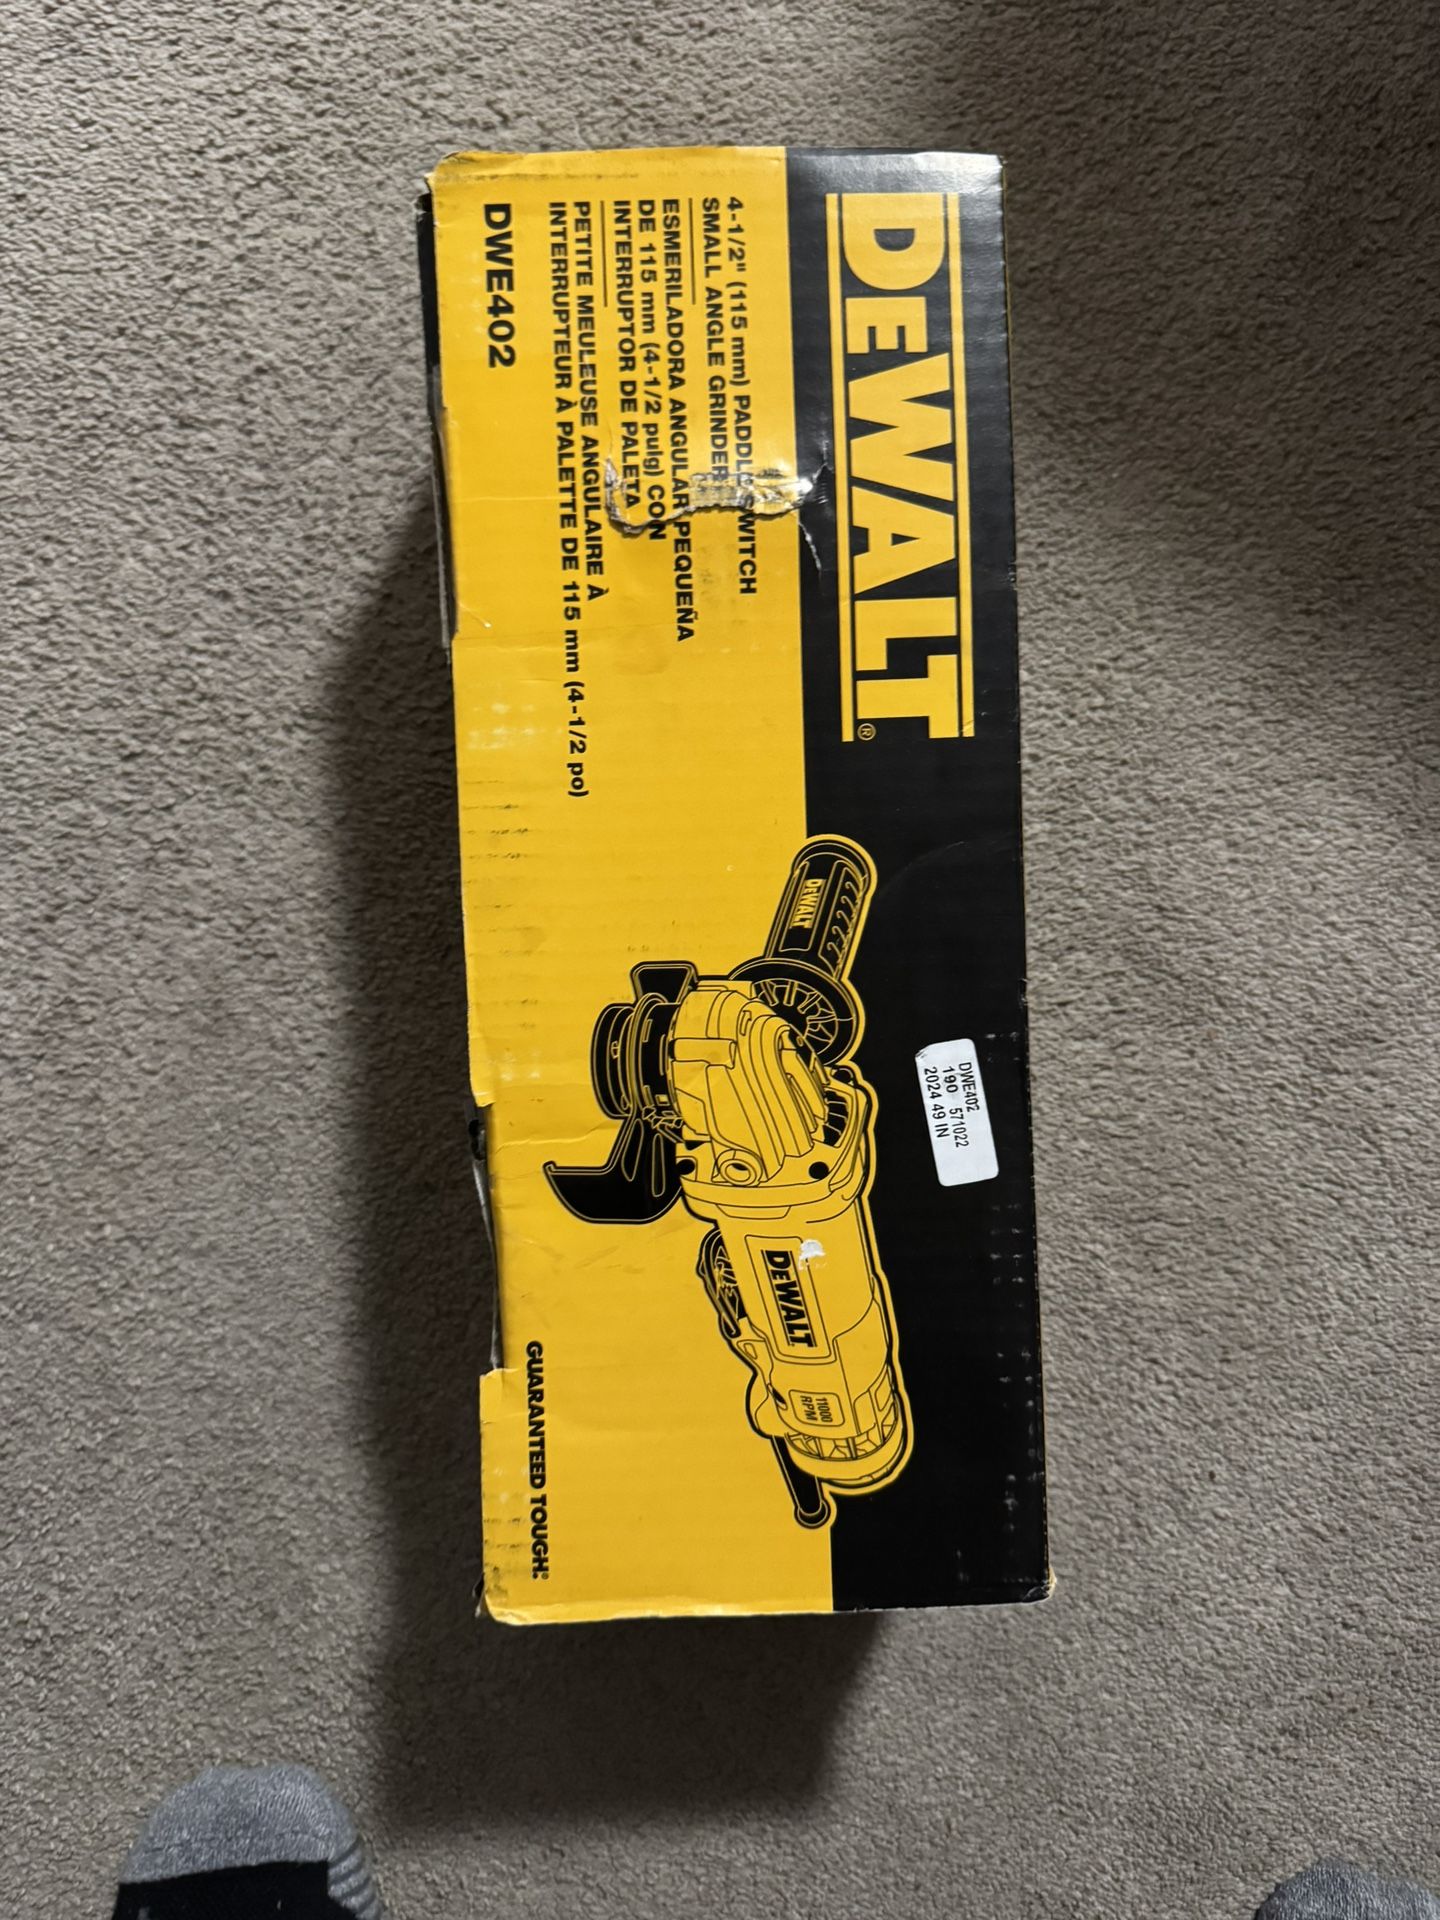 DEWALT®
4-1/2" (115 mm) PADDLE SWITCH
SMALL ANGLE GRINDER
ESMERILADORA ANGULAR PEQUEÑA
DE 115 mm (4-1/2 pulg) CON
INTERRUPTOR DE PALETA
PETITE MEULEUSE ANGULAIRE À
INTERRUPTEUR À PALETTE DE 115 mm (4-1/2 po)
DWE402
DEWALT
DWE402
190 571022
2024 49 IN
DEWALT
11000
RPM
GUARANTEED TOUGH®